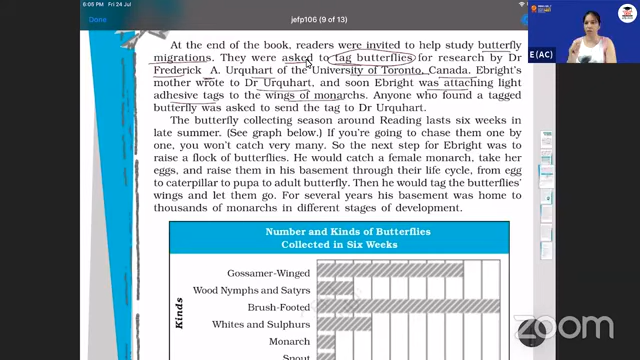 6:05 PM Fri 24 Jul
Done
jefp106 (9 of 13)
At the end of the book, readers were invited to help study butterfly
migrations. They were asked to tag butterflies for research by Dr
Frederick A. Urquhart of the University of Toronto, Canada. Ebright's
mother wrote to Dr Urquhart, and soon Ebright was attaching light
adhesive tags to the wings of monarchs. Anyone who found a tagged
butterfly was asked to send the tag to Dr Urquhart.
The butterfly collecting season around Reading lasts six weeks in
late summer. (See graph below.) If you're going to chase them one by
one, you won't catch very many. So the next step for Ebright was to
raise a flock of butterflies. He would catch a female monarch, take her
eggs, and raise them in his basement through their life cycle, from egg
to caterpillar to pupa to adult butterfly. Then he would tag the butterflies'
wings and let them go. For several years his basement was home to
thousands of monarchs in different stages of development.
Number and Kinds of Butterflies
Collected in Six Weeks
Kinds
Gossamer-Winged
Wood Nymphs and Satyrs
Brush-Footed
Whites and Sulphurs
Monarch
Snout
E (AC)
zoom